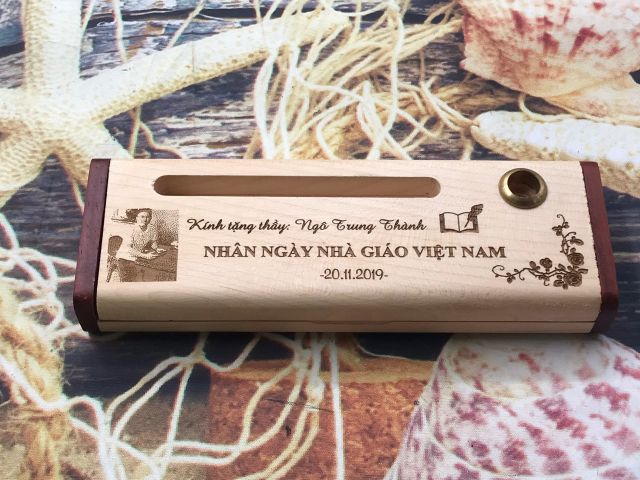 Kính tặng thầy: Ngô Trung Thành
NHÂN NGÀY NHÀ GIÁO VIỆT NAM
-20.11.2019-